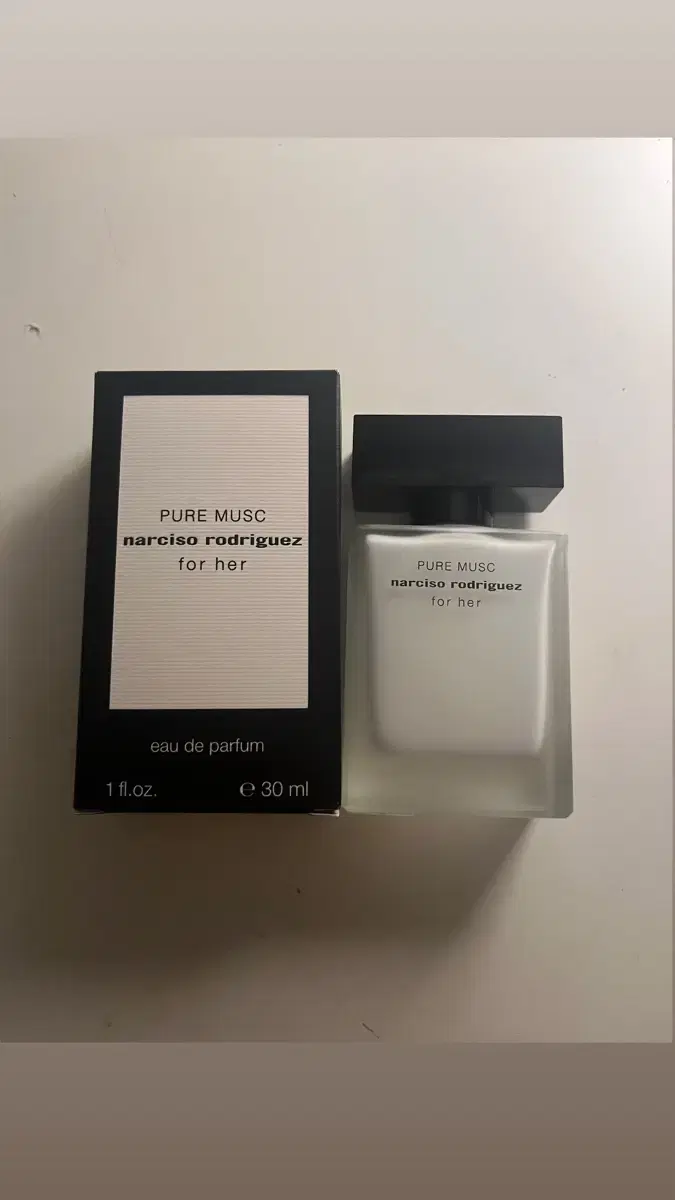 PURE MUSC
narciso rodriguez
for her
eau de parfum
1 fl.oz. ℮ 30 ml
PURE MUSC
narciso rodriguez
for her